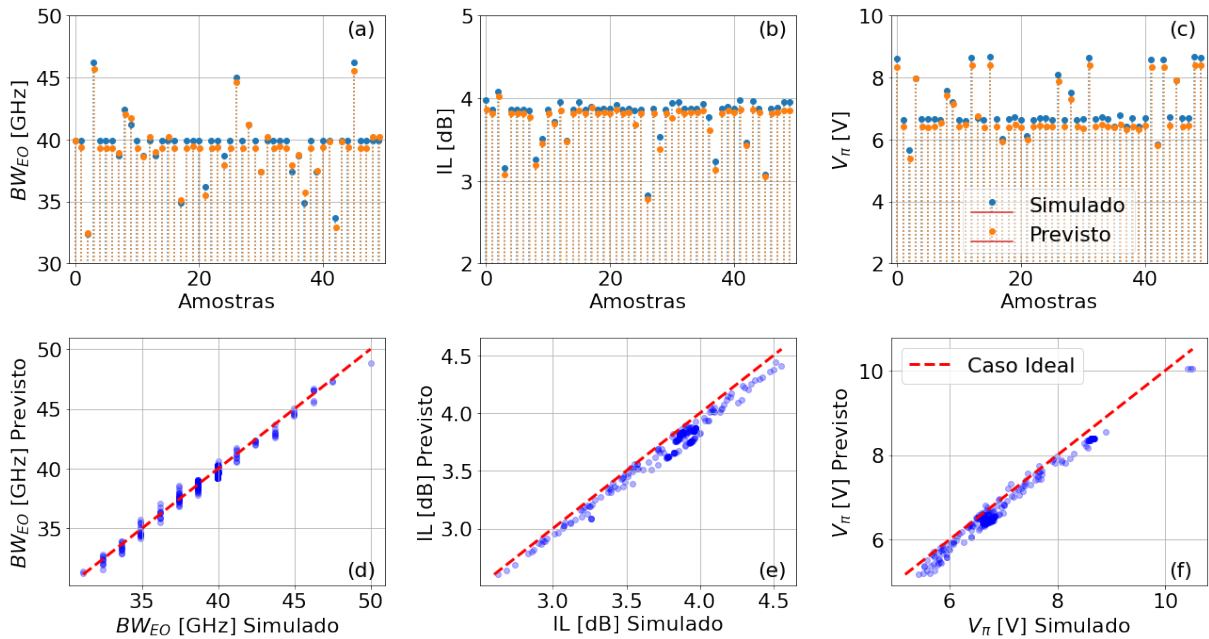 (a)
BW_EO [GHz]
50
45
40
35
30
0 20 40
Amostras
(b)
IL [dB]
5
4
3
2
0 20 40
Amostras
(c)
V_π [V]
10
8
6
4
2
0 20 40
Simulado
Previsto
Amostras
(d)
BW_EO [GHz] Previsto
50
45
40
35
35 40 45 50
BW_EO [GHz] Simulado
(e)
IL [dB] Previsto
4.5
4.0
3.5
3.0
3.0 3.5 4.0 4.5
IL [dB] Simulado
Caso Ideal
(f)
V_π [V] Previsto
10
8
6
6 8 10
V_π [V] Simulado